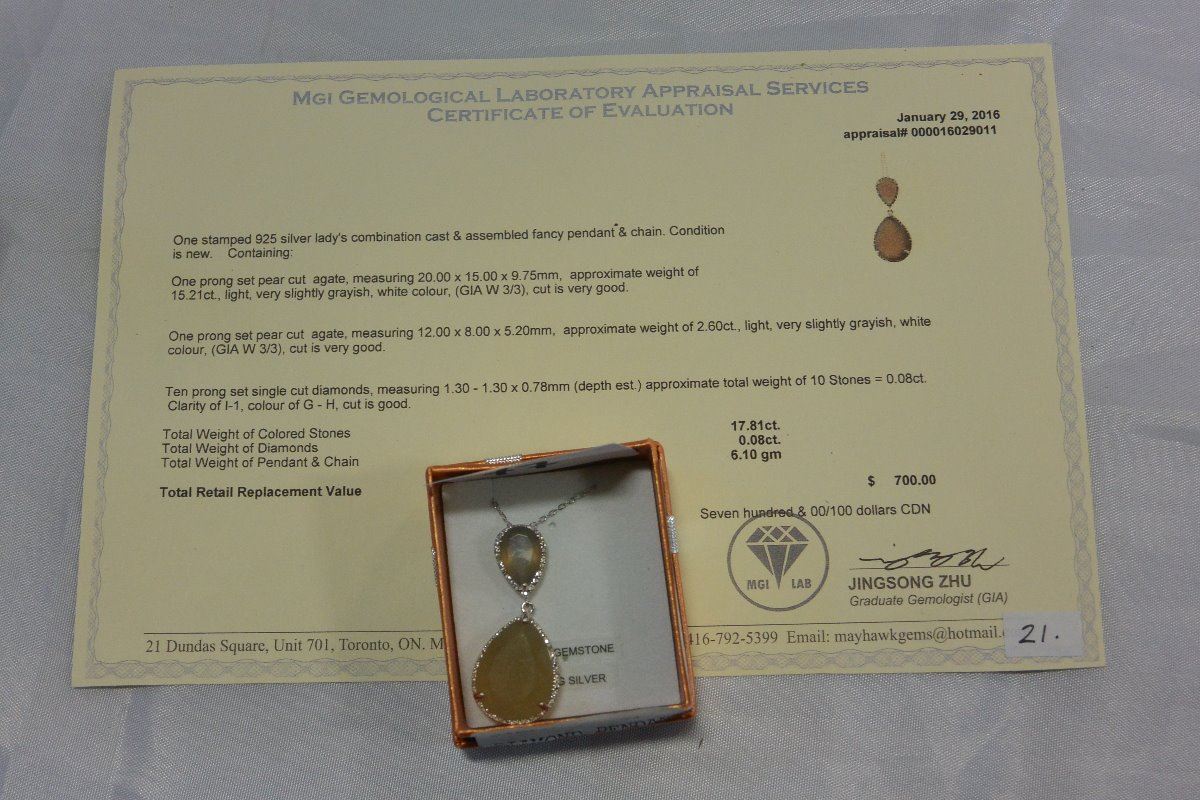 MGI GEMOLOGICAL LABORATORY APPRAISAL SERVICES
CERTIFICATE OF EVALUATION
January 29, 2016
appraisal# 000016029011
One stamped 925 silver lady's combination cast & assembled fancy pendant & chain. Condition
is new. Containing:
One prong set pear cut agate, measuring 20.00 x 15.00 x 9.75mm, approximate weight of
15.21ct., light, very slightly grayish, white colour, (GIA W 3/3), cut is very good.
One prong set pear cut agate, measuring 12.00 x 8.00 x 5.20mm, approximate weight of 2.60ct., light, very slightly grayish, white
colour, (GIA W 3/3), cut is very good.
Ten prong set single cut diamonds, measuring 1.30 - 1.30 x 0.78mm (depth est.) approximate total weight of 10 Stones = 0.08ct.
Clarity of I-1, colour of G - H, cut is good.
Total Weight of Colored Stones 17.81ct.
Total Weight of Diamonds 0.08ct.
Total Weight of Pendant & Chain 6.10 gm
Total Retail Replacement Value $ 700.00
Seven hundred & 00/100 dollars CDN
MGI LAB
JINGSONG ZHU
Graduate Gemologist (GIA)
21 Dundas Square, Unit 701, Toronto, ON. M 416-792-5399 Email: mayhawkgems@hotmail.
21.
GEMSTONE
G SILVER
DIAMOND PENDA